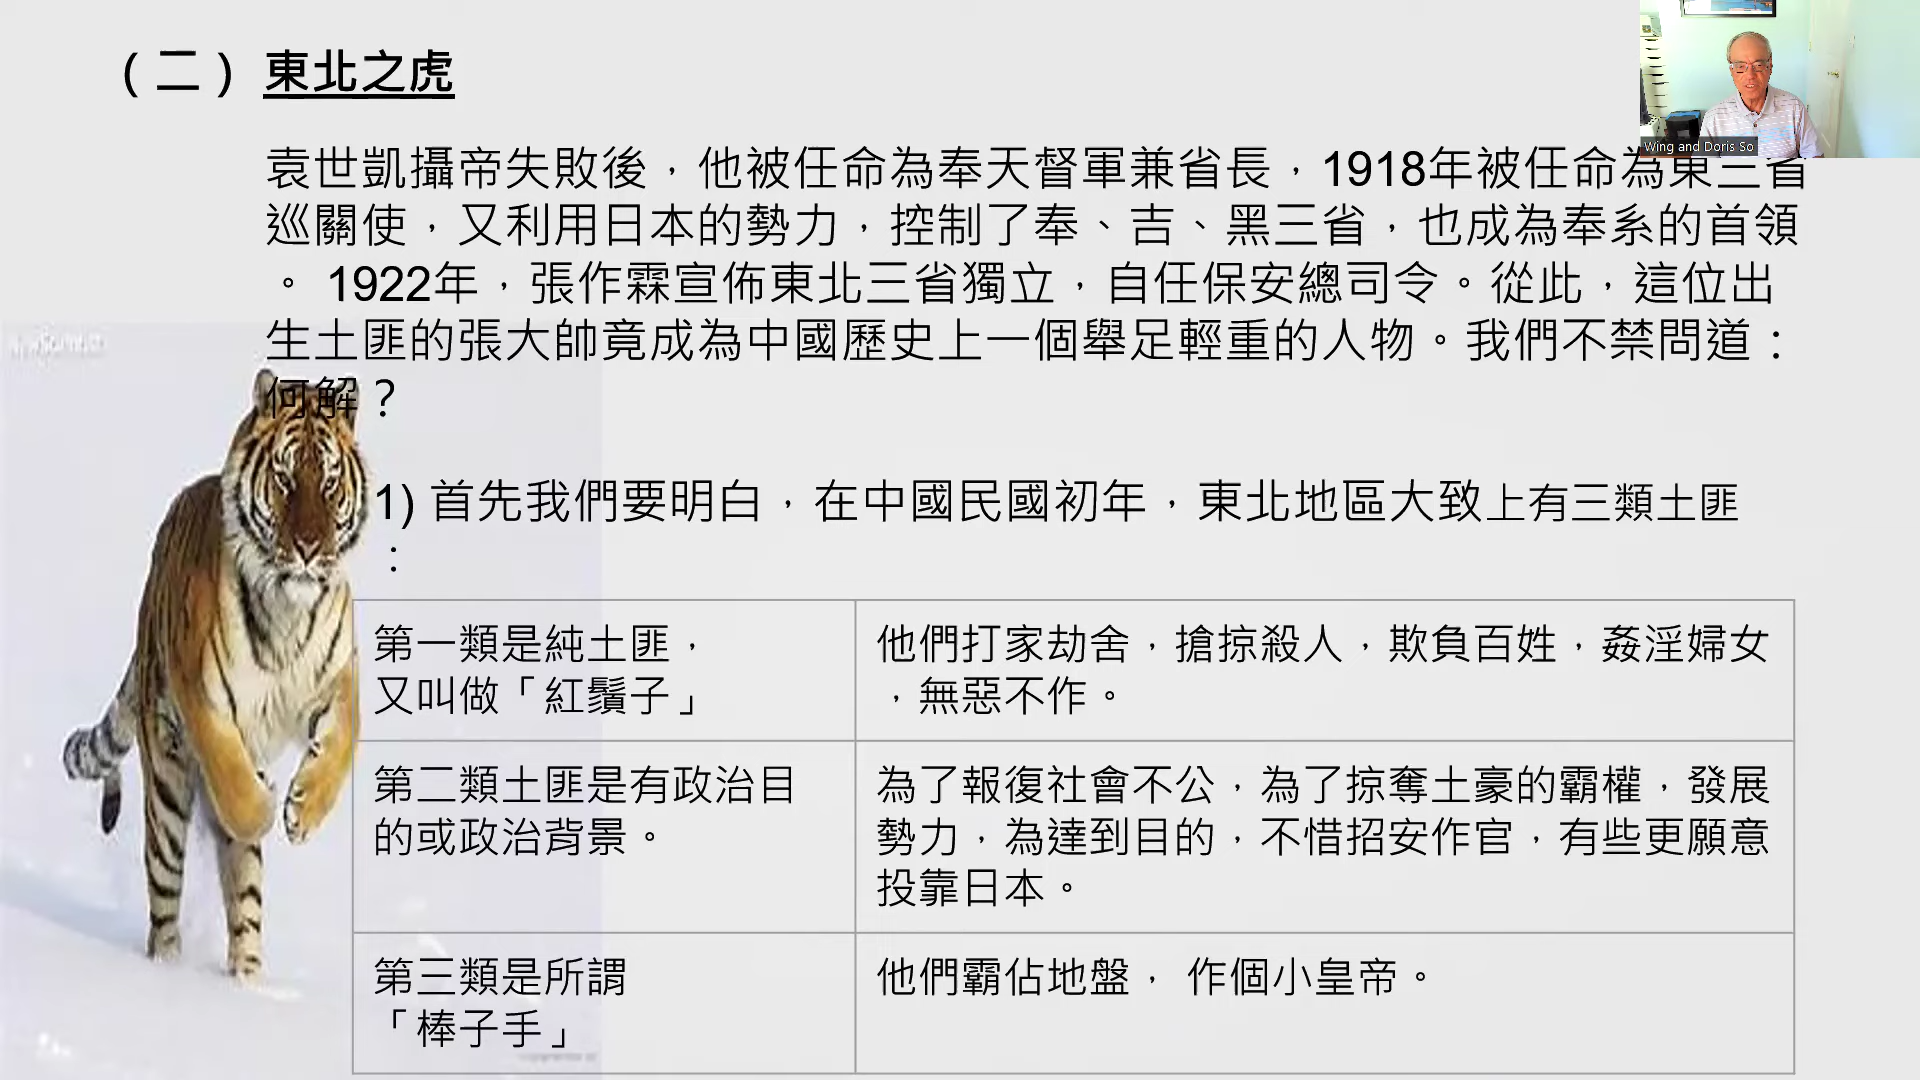 （二）東北之虎
Wing and Doris So
袁世凱攝帝失敗後，他被任命為奉天督軍兼省長，1918年被任命為東三省
巡關使，又利用日本的勢力，控制了奉、吉、黑三省，也成為奉系的首領
。 1922年，張作霖宣佈東北三省獨立，自任保安總司令。從此，這位出
生土匪的張大帥竟成為中國歷史上一個舉足輕重的人物。我們不禁問道：
何解？
1) 首先我們要明白，在中國民國初年，東北地區大致上有三類土匪
：
第一類是純土匪，
又叫做「紅鬚子」
他們打家劫舍，搶掠殺人，欺負百姓，姦淫婦女
，無惡不作。
第二類土匪是有政治目
的或政治背景。
為了報復社會不公，為了掠奪土豪的霸權，發展
勢力，為達到目的，不惜招安作官，有些更願意
投靠日本。
第三類是所謂
「棒子手」
他們霸佔地盤， 作個小皇帝。